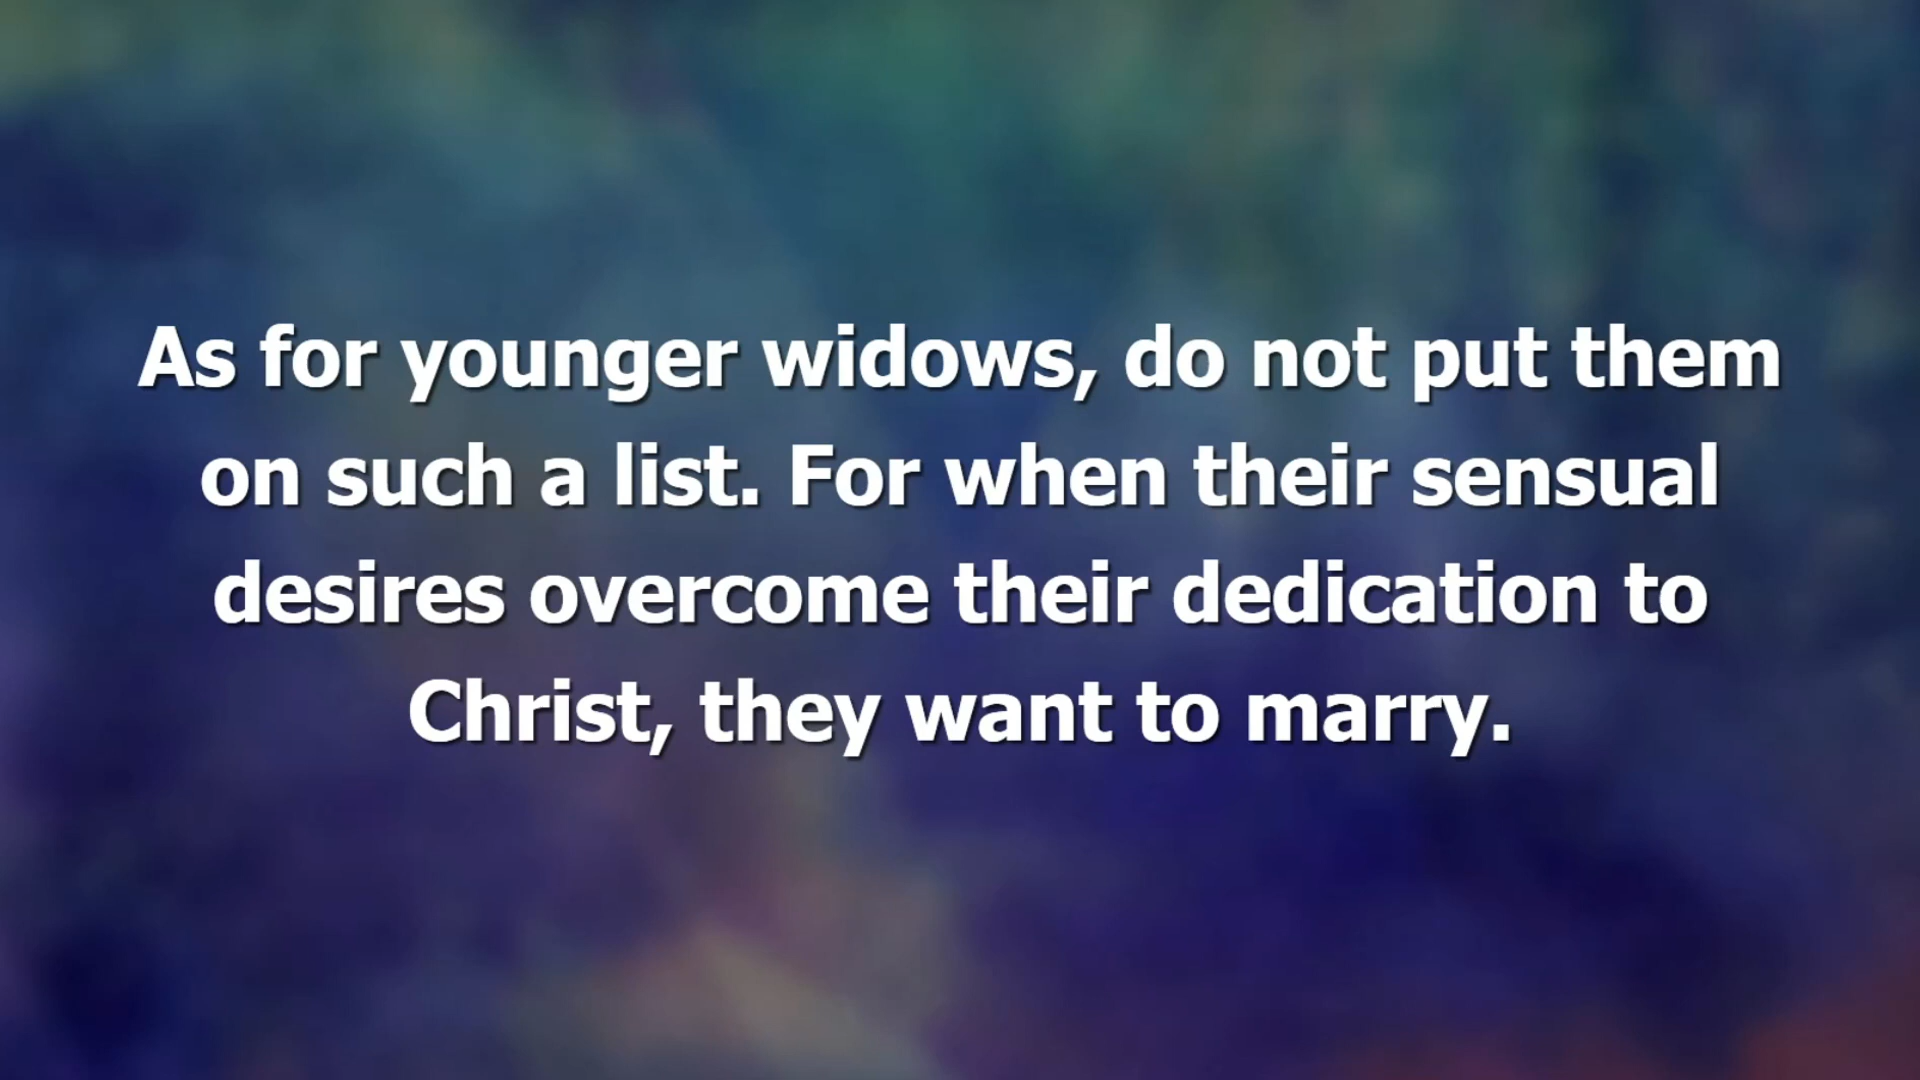 As for younger widows, do not put them
on such a list. For when their sensual
desires overcome their dedication to
Christ, they want to marry.